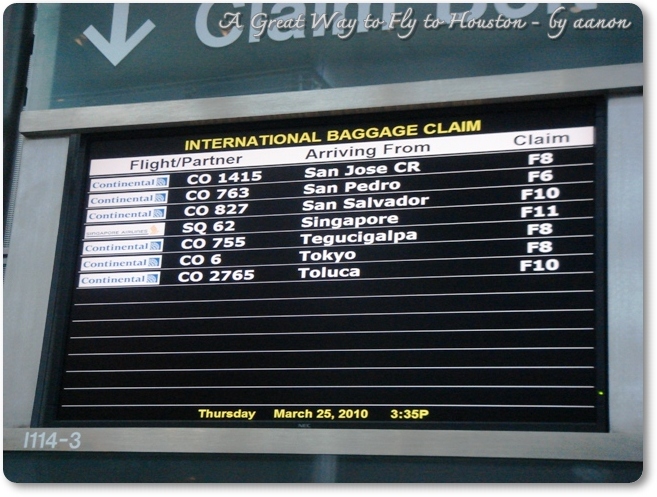 A Great Way to Fly to Houston - by aanon
Claim
INTERNATIONAL BAGGAGE CLAIM
Flight/Partner Arriving From Claim
Continental CO 1415 San Jose CR F8
Continental CO 763 San Pedro F6
Continental CO 827 San Salvador F10
SINGAPORE AIRLINES SQ 62 Singapore F11
Continental CO 755 Tegucigalpa F8
Continental CO 6 Tokyo F8
Continental CO 2765 Toluca F10
Thursday March 25, 2010 3:35P
NEC
I114-3